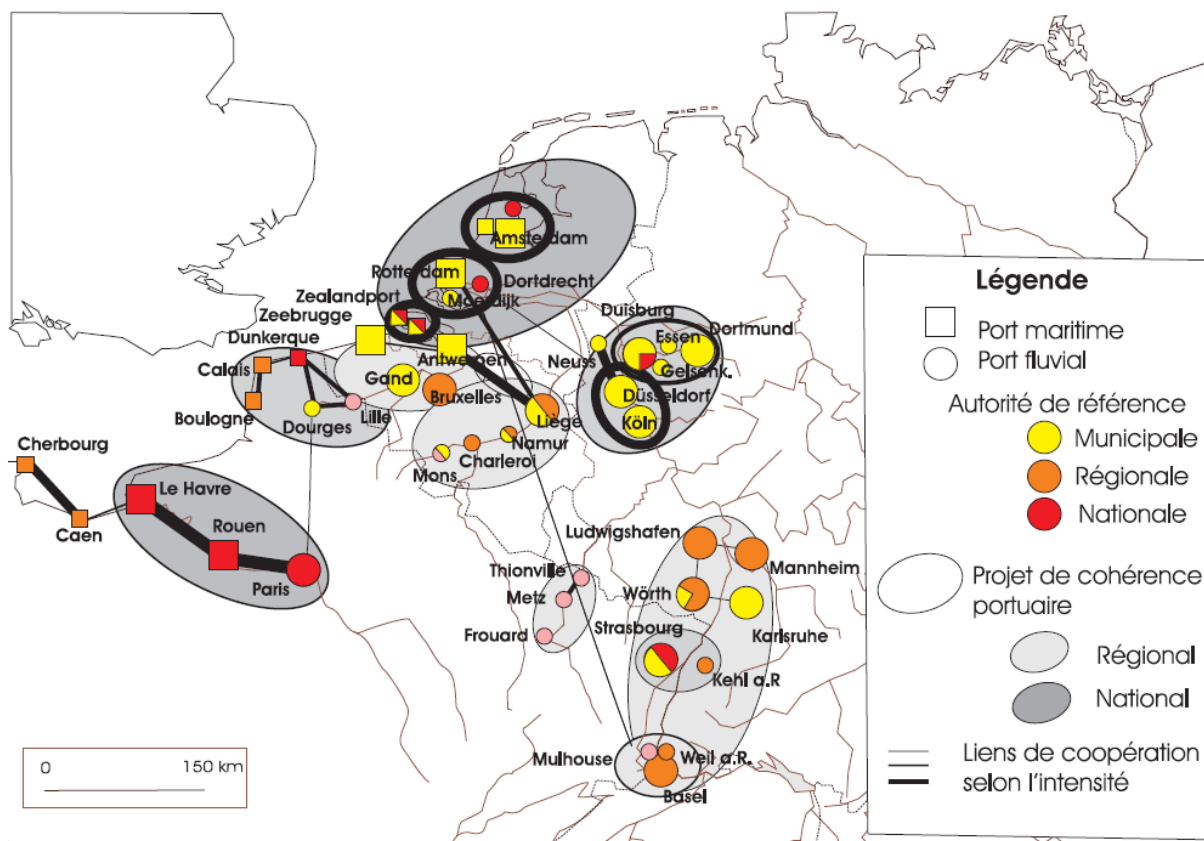 Amsterdam
Rotterdam
Dortdrecht
Moerdijk
Zealandport
Zeebrugge
Dunkerque
Calais
Boulogne
Dourges
Lille
Gand
Antwerpen
Bruxelles
Liège
Namur
Charleroi
Mons
Duisburg
Essen
Dortmund
Neuss
Gelsenk.
Düsseldorf
Köln
Cherbourg
Caen
Le Havre
Rouen
Paris
Ludwigshafen
Mannheim
Thionville
Metz
Wörth
Frouard
Strasbourg
Karlsruhe
Kehl a.R
Mulhouse
Weil a.R.
Basel
0 150 km
Légende
Port maritime
Port fluvial
Autorité de référence
Municipale
Régionale
Nationale
Projet de cohérence
portuaire
Régional
National
Liens de coopération
selon l'intensité